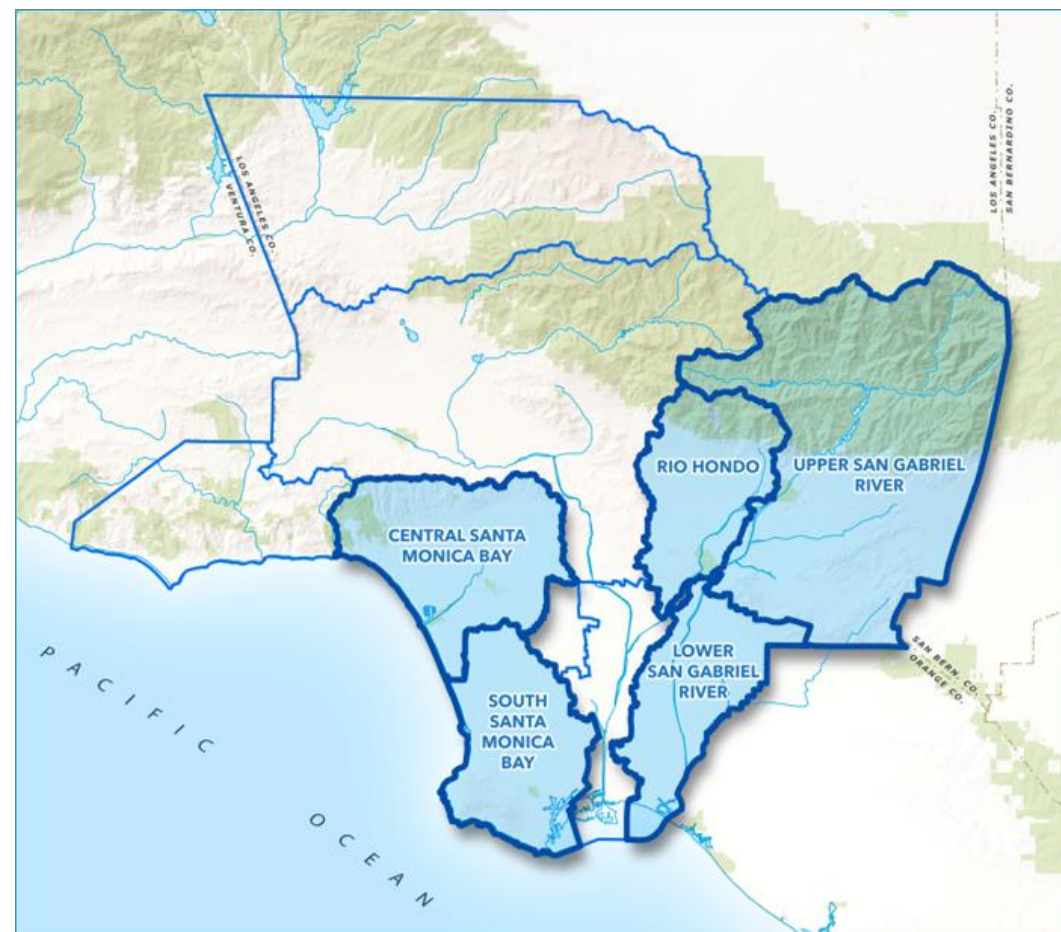 LOS ANGELES CO.
SAN BERNARDINO CO.
LOS ANGELES CO.
VENTURA CO.
RIO HONDO
UPPER SAN GABRIEL
RIVER
CENTRAL SANTA
MONICA BAY
LOWER
SAN GABRIEL
RIVER
SAN BERN. CO.
ORANGE CO.
SOUTH
SANTA
MONICA
BAY
PACIFIC
OCEAN